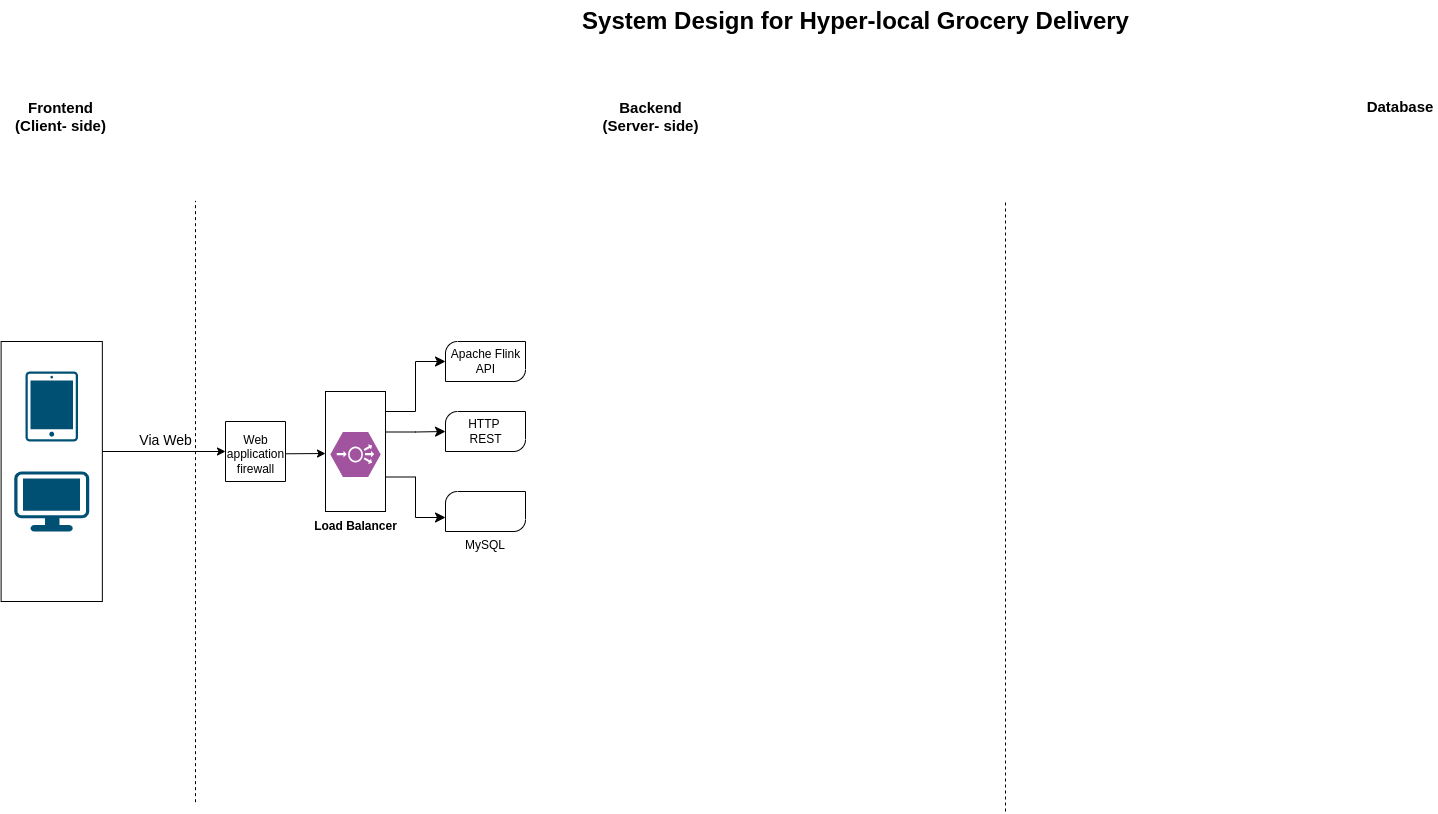 System Design for Hyper-local Grocery Delivery
Frontend
(Client- side)
Backend
(Server- side)
Database
Via Web
Web
application
firewall
Load Balancer
Apache Flink
API
HTTP
REST
MySQL